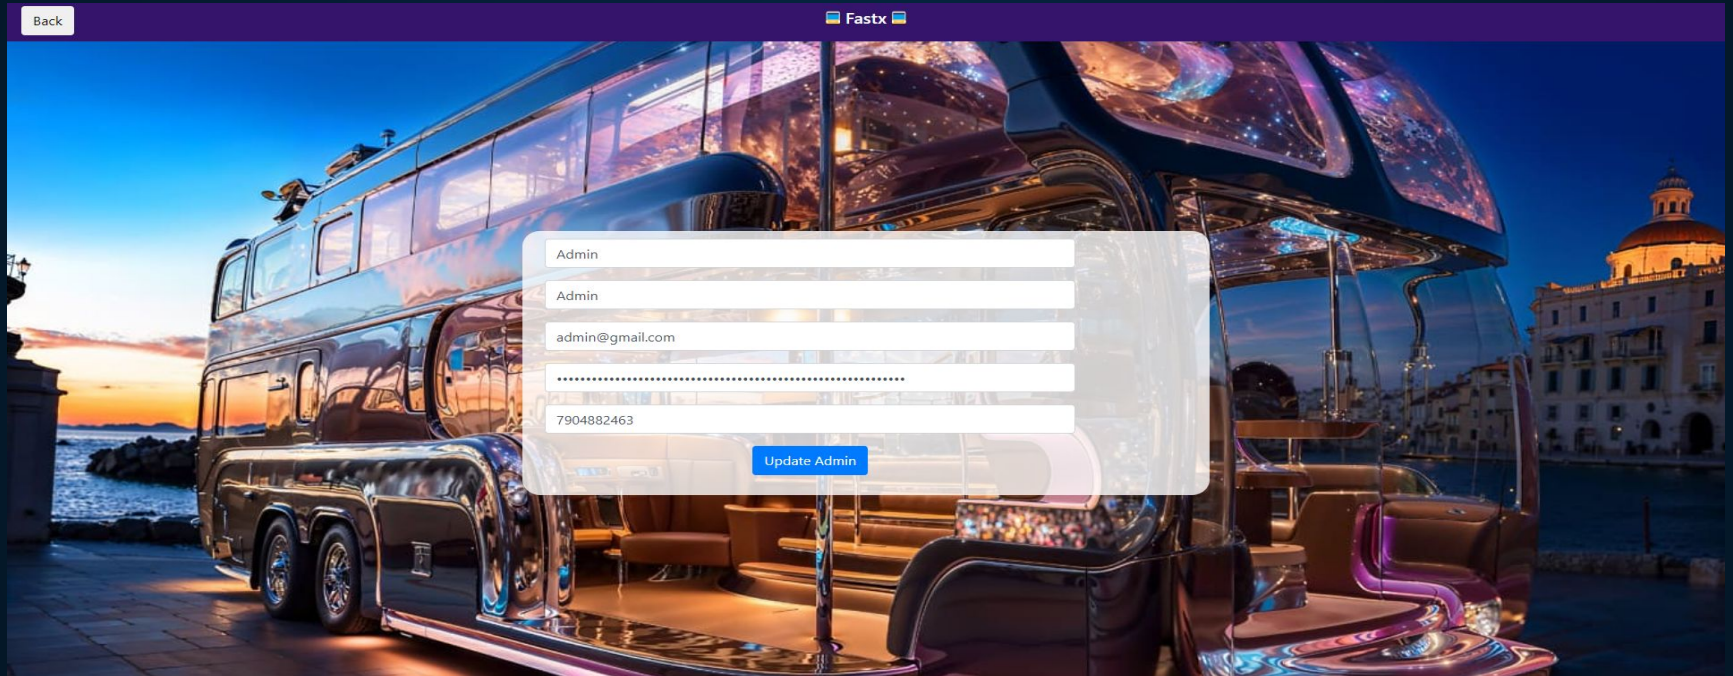 Back
Fastx
Admin
Admin
admin@gmail.com
••••••••••••••••••••••••••••••••••••••••••••••••••••••••••••
7904882463
Update Admin